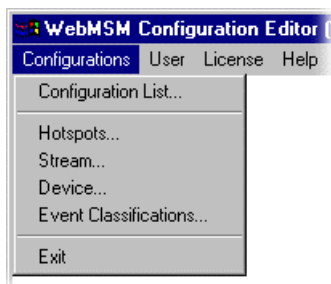 WebMSM Configuration Editor
Configurations User License Help
Configuration List...
Hotspots...
Stream...
Device...
Event Classifications...
Exit